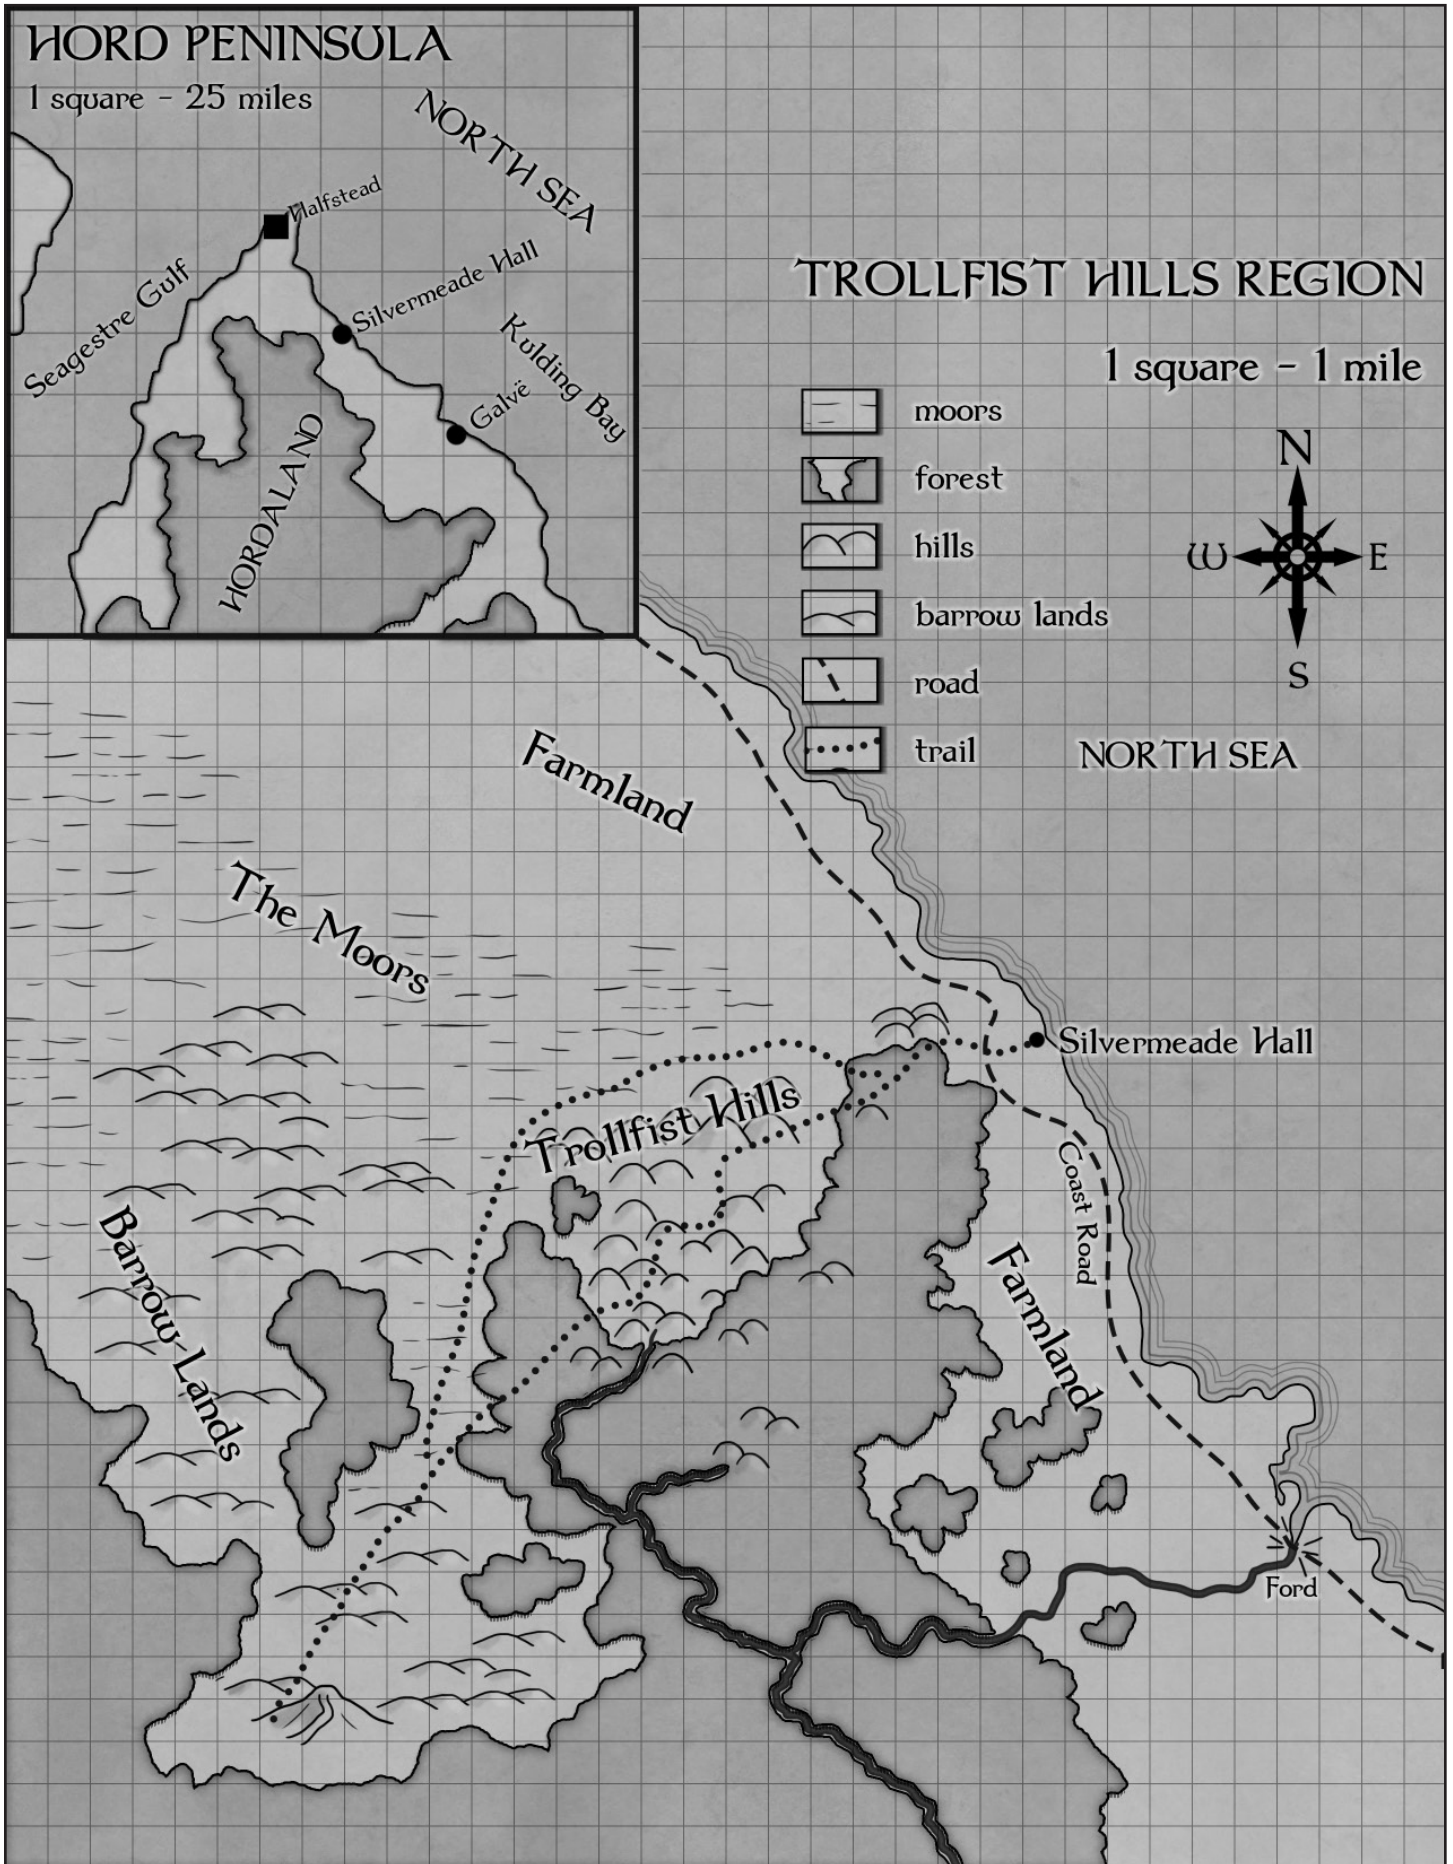 HORD PENINSULA
1 square - 25 miles
NORTH SEA
Halfstead
Seagestre Gulf
Silvermeade Hall
Kulding Bay
Galvë
HORDALAND
TROLLFIST HILLS REGION
1 square - 1 mile
moors
forest
hills
barrow lands
road
trail
N
W
E
S
NORTH SEA
Farmland
The Moors
Silvermeade Hall
Trollfist Hills
Coast Road
Barrow-Lands
Farmland
Ford